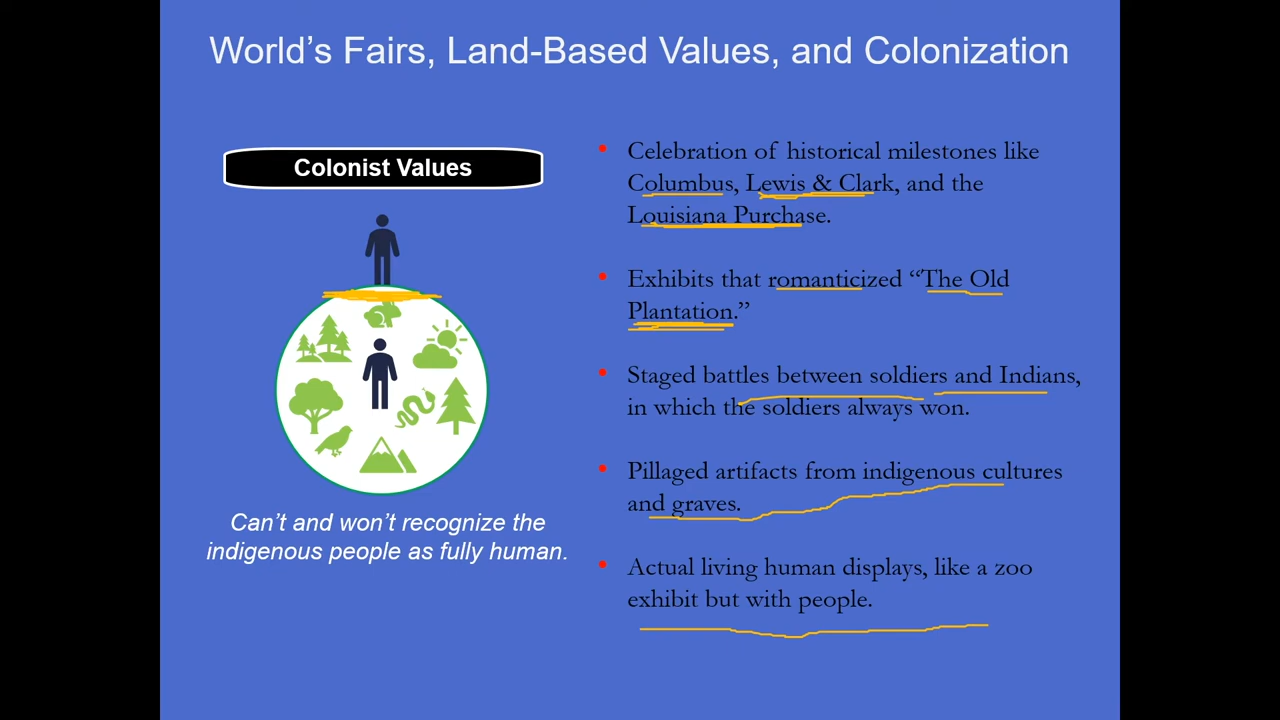 World’s Fairs, Land-Based Values, and Colonization
Colonist Values
Can’t and won’t recognize the
indigenous people as fully human.
• Celebration of historical milestones like
Columbus, Lewis & Clark, and the
Louisiana Purchase.
• Exhibits that romanticized “The Old
Plantation.”
• Staged battles between soldiers and Indians,
in which the soldiers always won.
• Pillaged artifacts from indigenous cultures
and graves.
• Actual living human displays, like a zoo
exhibit but with people.